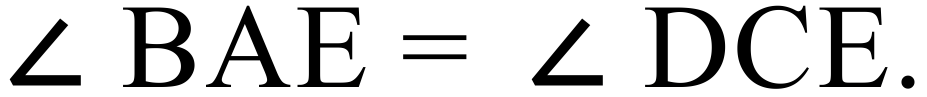 ∠ BAE = ∠ DCE.